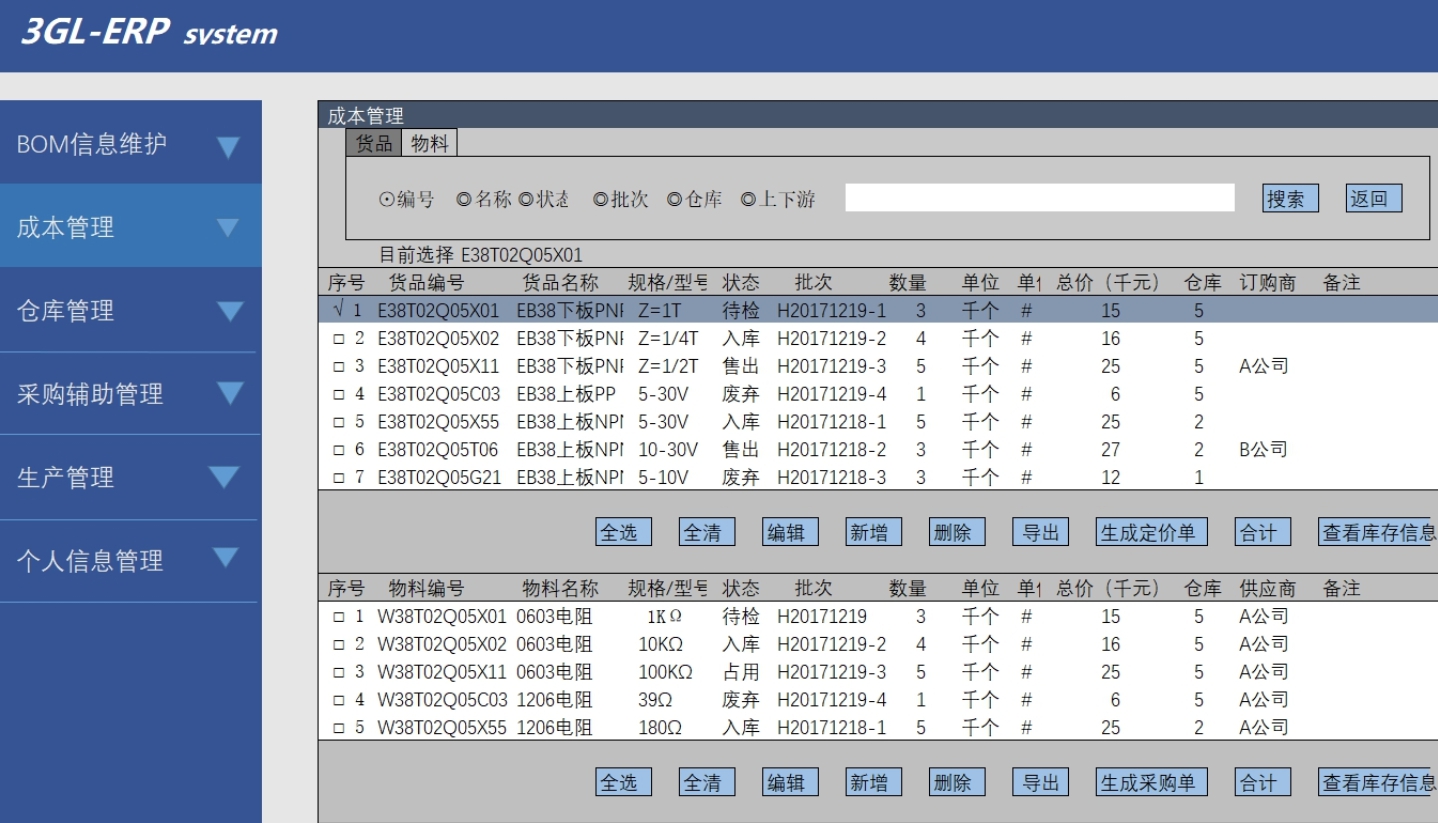 3GL-ERP system
BOM信息维护
成本管理
仓库管理
采购辅助管理
生产管理
个人信息管理
成本管理
货品 物料
⊙编号 ◎名称 ◎状态 ◎批次 ◎仓库 ◎上下游 搜索 返回
目前选择 E38T02Q05X01
序号 货品编号 货品名称 规格/型号 状态 批次 数量 单位 单 总价（千元） 仓库 订购商 备注
√ 1 E38T02Q05X01 EB38下板PN Z=1T 待检 H20171219-1 3 千个 # 15 5
□ 2 E38T02Q05X02 EB38下板PN Z=1/4T 入库 H20171219-2 4 千个 # 16 5
□ 3 E38T02Q05X11 EB38下板PN Z=1/2T 售出 H20171219-3 5 千个 # 25 5 A公司
□ 4 E38T02Q05C03 EB38上板PP 5-30V 废弃 H20171219-4 1 千个 # 6 5
□ 5 E38T02Q05X55 EB38上板NP 5-30V 入库 H20171218-1 5 千个 # 25 2
□ 6 E38T02Q05T06 EB38上板NP 10-30V 售出 H20171218-2 3 千个 # 27 2 B公司
□ 7 E38T02Q05G21 EB38上板NP 5-10V 废弃 H20171218-3 3 千个 # 12 1
全选 全清 编辑 新增 删除 导出 生成定价单 合计 查看库存信息
序号 物料编号 物料名称 规格/型号 状态 批次 数量 单位 单 总价（千元） 仓库 供应商 备注
□ 1 W38T02Q05X01 0603电阻 1KΩ 待检 H20171219 3 千个 # 15 5 A公司
□ 2 W38T02Q05X02 0603电阻 10KΩ 入库 H20171219-2 4 千个 # 16 5 A公司
□ 3 W38T02Q05X11 0603电阻 100KΩ 占用 H20171219-3 5 千个 # 25 5 A公司
□ 4 W38T02Q05C03 1206电阻 39Ω 废弃 H20171219-4 1 千个 # 6 5 A公司
□ 5 W38T02Q05X55 1206电阻 180Ω 入库 H20171218-1 5 千个 # 25 2 A公司
全选 全清 编辑 新增 删除 导出 生成采购单 合计 查看库存信息